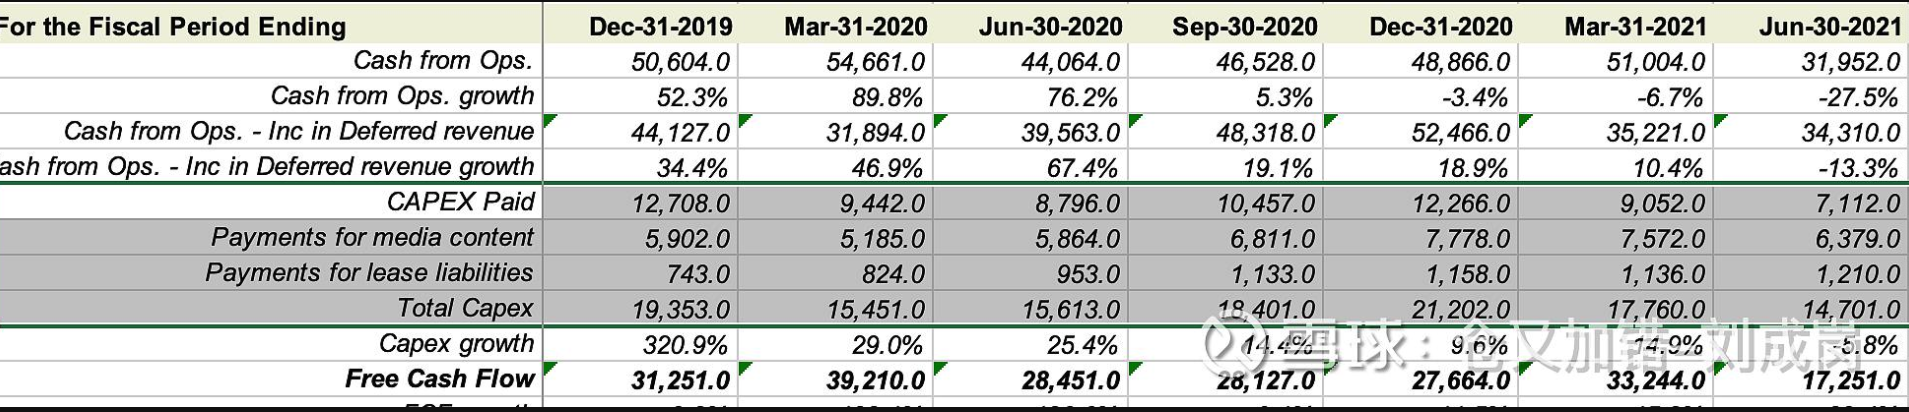 For the Fiscal Period Ending Dec-31-2019 Mar-31-2020 Jun-30-2020 Sep-30-2020 Dec-31-2020 Mar-31-2021 Jun-30-2021
Cash from Ops. 50,604.0 54,661.0 44,064.0 46,528.0 48,866.0 51,004.0 31,952.0
Cash from Ops. growth 52.3% 89.8% 76.2% 5.3% -3.4% -6.7% -27.5%
Cash from Ops. - Inc in Deferred revenue 44,127.0 31,894.0 39,563.0 48,318.0 52,466.0 35,221.0 34,310.0
ash from Ops. - Inc in Deferred revenue growth 34.4% 46.9% 67.4% 19.1% 18.9% 10.4% -13.3%
CAPEX Paid 12,708.0 9,442.0 8,796.0 10,457.0 12,266.0 9,052.0 7,112.0
Payments for media content 5,902.0 5,185.0 5,864.0 6,811.0 7,778.0 7,572.0 6,379.0
Payments for lease liabilities 743.0 824.0 953.0 1,133.0 1,158.0 1,136.0 1,210.0
Total Capex 19,353.0 15,451.0 15,613.0 18,401.0 21,202.0 17,760.0 14,701.0
Capex growth 320.9% 29.0% 25.4% 14.4% 9.6% 14.9% -5.8%
雪球：仓又加错-刘成岗
Free Cash Flow 31,251.0 39,210.0 28,451.0 28,127.0 27,664.0 33,244.0 17,251.0